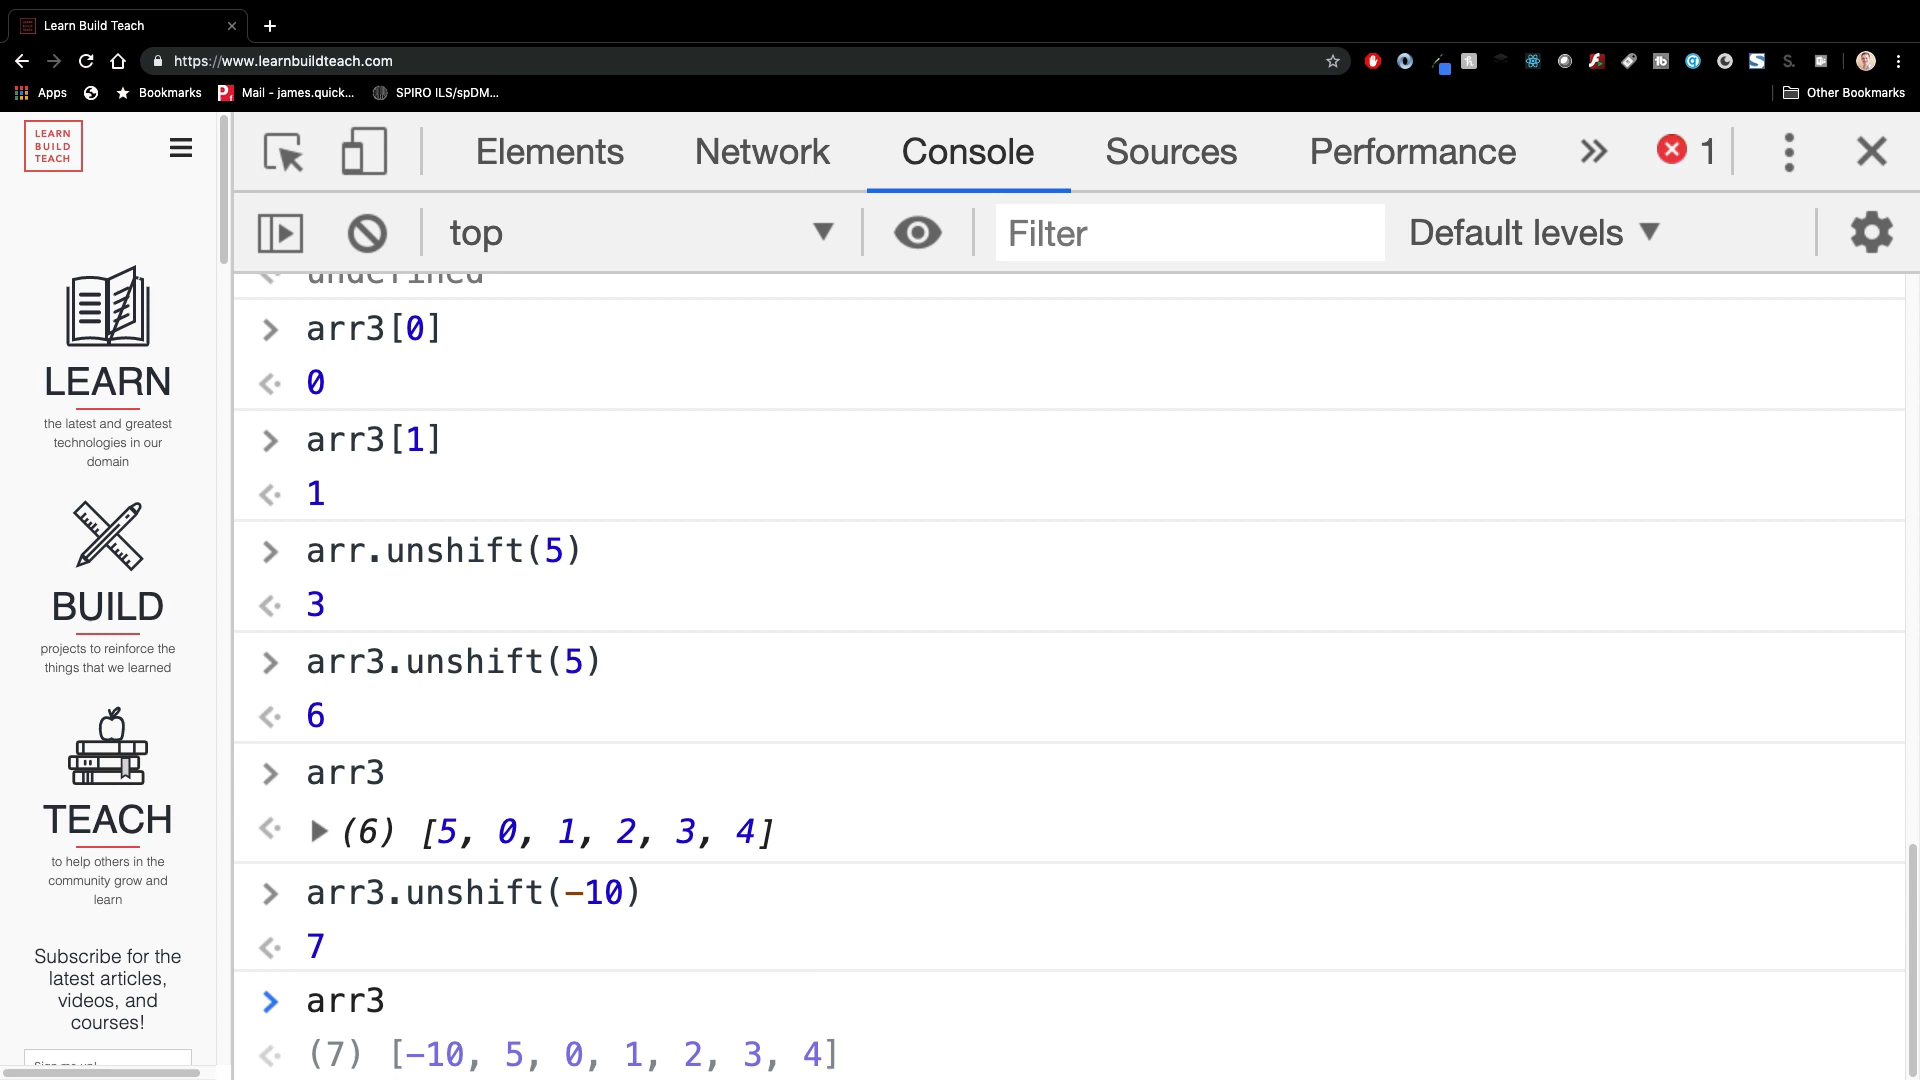 Learn Build Teach
https://www.learnbuildteach.com
Apps
Bookmarks
Mail - james.quick...
SPIRO ILS/spDM...
Other Bookmarks
LEARN
BUILD
TEACH
Elements Network Console Sources Performance 1
top
Filter
Default levels
undefined
arr3[0]
0
arr3[1]
1
arr.unshift(5)
3
arr3.unshift(5)
6
arr3
(6) [5, 0, 1, 2, 3, 4]
arr3.unshift(-10)
7
arr3
(7) [-10, 5, 0, 1, 2, 3, 4]
LEARN
the latest and greatest
technologies in our
domain
BUILD
projects to reinforce the
things that we learned
TEACH
to help others in the
community grow and
learn
Subscribe for the
latest articles,
videos, and
courses!
Sign me up!